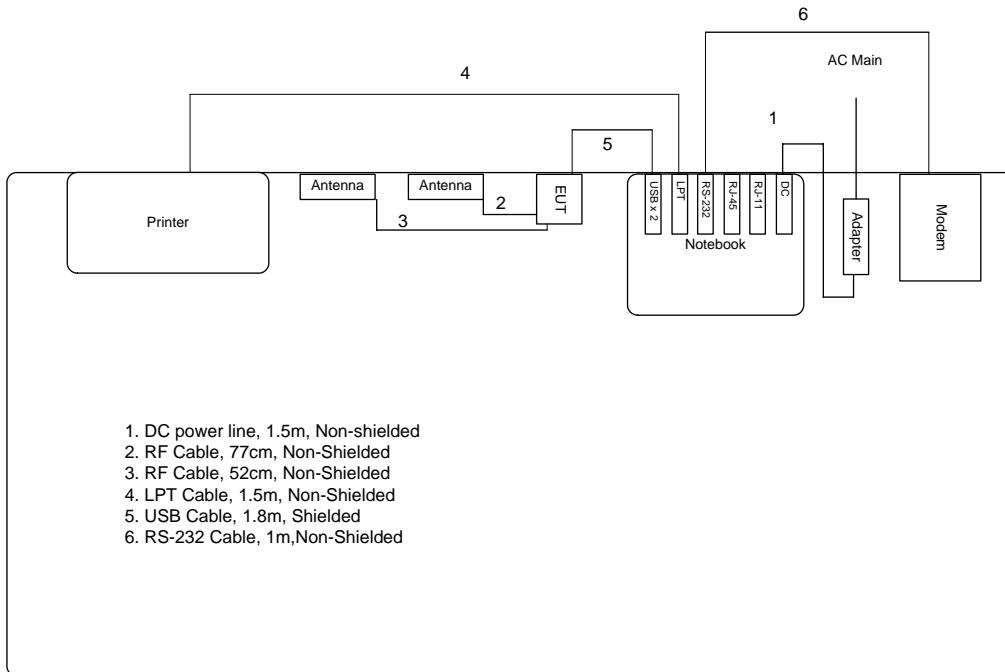 6
AC Main
4
1
5
Antenna
Antenna
EUT
USB x 2
LPT
RS-232
RJ-45
RJ-11
DC
Adapter
Modem
Printer
2
3
Notebook
1. DC power line, 1.5m, Non-shielded
2. RF Cable, 77cm, Non-Shielded
3. RF Cable, 52cm, Non-Shielded
4. LPT Cable, 1.5m, Non-Shielded
5. USB Cable, 1.8m, Shielded
6. RS-232 Cable, 1m,Non-Shielded